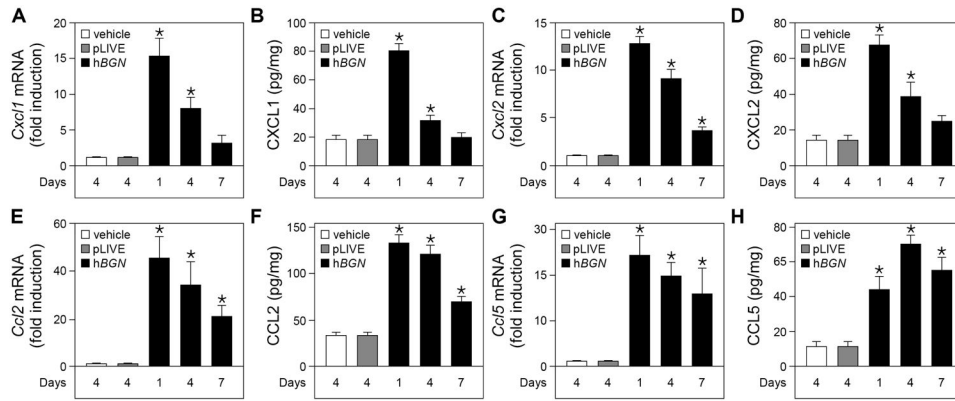 A
Cxcl1 mRNA
(fold induction)
20
15
10
5
0
vehicle
pLIVE
hBGN
*
*
Days 4 4 1 4 7
B
CXCL1 (pg/mg)
100
80
60
40
20
0
vehicle
pLIVE
hBGN
*
*
4 4 1 4 7
C
Cxcl2 mRNA
(fold induction)
15
10
5
0
vehicle
pLIVE
hBGN
*
*
*
Days 4 4 1 4 7
D
CXCL2 (pg/mg)
80
60
40
20
0
vehicle
pLIVE
hBGN
*
*
4 4 1 4 7
E
Ccl2 mRNA
(fold induction)
60
40
20
0
vehicle
pLIVE
hBGN
*
*
*
Days 4 4 1 4 7
F
CCL2 (pg/mg)
150
100
50
0
vehicle
pLIVE
hBGN
*
*
*
4 4 1 4 7
G
Ccl5 mRNA
(fold induction)
30
15
10
0
vehicle
pLIVE
hBGN
*
*
*
Days 4 4 1 4 7
H
CCL5 (pg/mg)
80
60
40
20
0
vehicle
pLIVE
hBGN
*
*
*
4 4 1 4 7